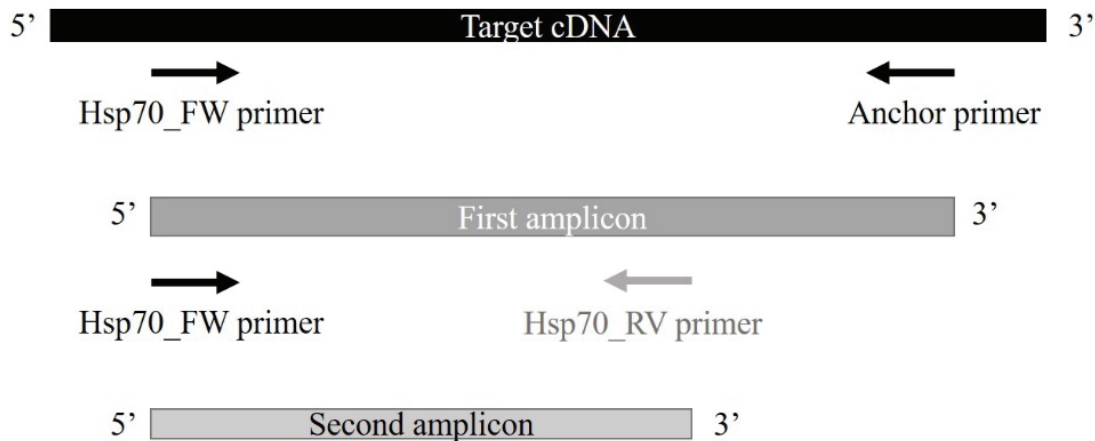 5’ Target cDNA 3’
Hsp70_FW primer Anchor primer
5’ First amplicon 3’
Hsp70_FW primer Hsp70_RV primer
5’ Second amplicon 3’